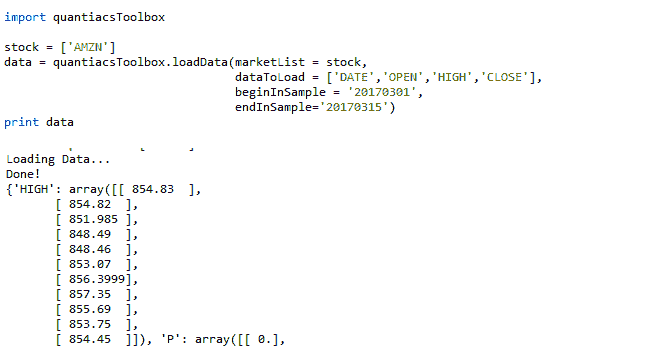 import quantiacsToolbox
stock = ['AMZN']
data = quantiacsToolbox.loadData(marketList = stock,
                                 dataToLoad = ['DATE','OPEN','HIGH','CLOSE'],
                                 beginInSample = '20170301',
                                 endInSample='20170315')
print data
Loading Data...
Done!
{'HIGH': array([[ 854.83  ],
       [ 854.82  ],
       [ 851.985 ],
       [ 848.49  ],
       [ 848.46  ],
       [ 853.07  ],
       [ 856.3999],
       [ 857.35  ],
       [ 855.69  ],
       [ 853.75  ],
       [ 854.45  ]]), 'P': array([[ 0.],